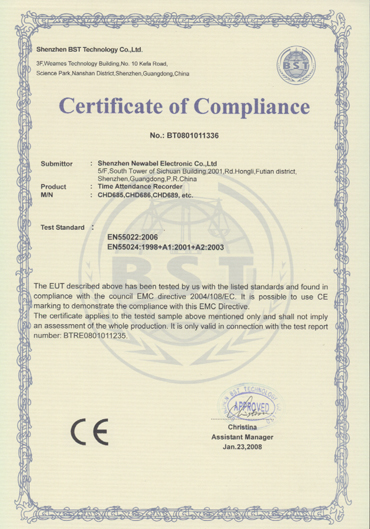 Shenzhen BST Technology Co.,Ltd.
3F,Weames Technology Building,No. 10 Kefa Road,
Science Park,Nanshan District,Shenzhen,Guangdong,China
BST
Certificate of Compliance
No.: BT0801011336
Submittor : Shenzhen Newabel Electronic Co.,Ltd
5/F,South Tower of Sichuan Building,2001,Rd.Hongli,Futian district,
Shenzhen,Guangdong,P.R.China
Product : Time Attendance Recorder
M/N : CHD685,CHD686,CHD689, etc.
Test Standard :
EN55022:2006
EN55024:1998+A1:2001+A2:2003
BST
The EUT described above has been tested by us with the listed standards and found in
compliance with the council EMC directive 2004/108/EC. It is possible to use CE
marking to demonstrate the compliance with this EMC Directive.
The certificate applies to the tested sample above mentioned only and shall not imply
an assessment of the whole production. It is only valid in connection with the test report
number: BTRE0801011235.
BST TECHNOLOGY
APPROVED
CE
Christina
Assistant Manager
Jan.23,2008